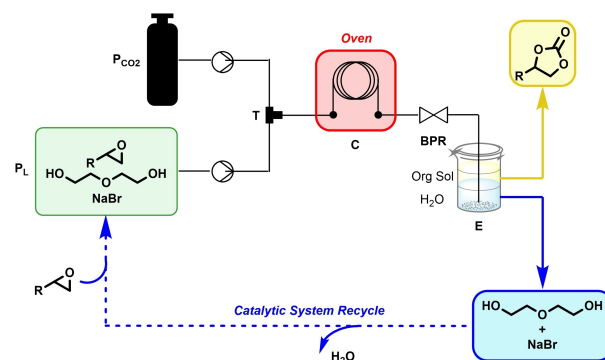 Oven
P_CO2
T
C
BPR
P_L
R
O
HO
O
OH
NaBr
Org Sol
H₂O
E
O
O
O
R
R
O
Catalytic System Recycle
H₂O
HO
O
OH
+
NaBr